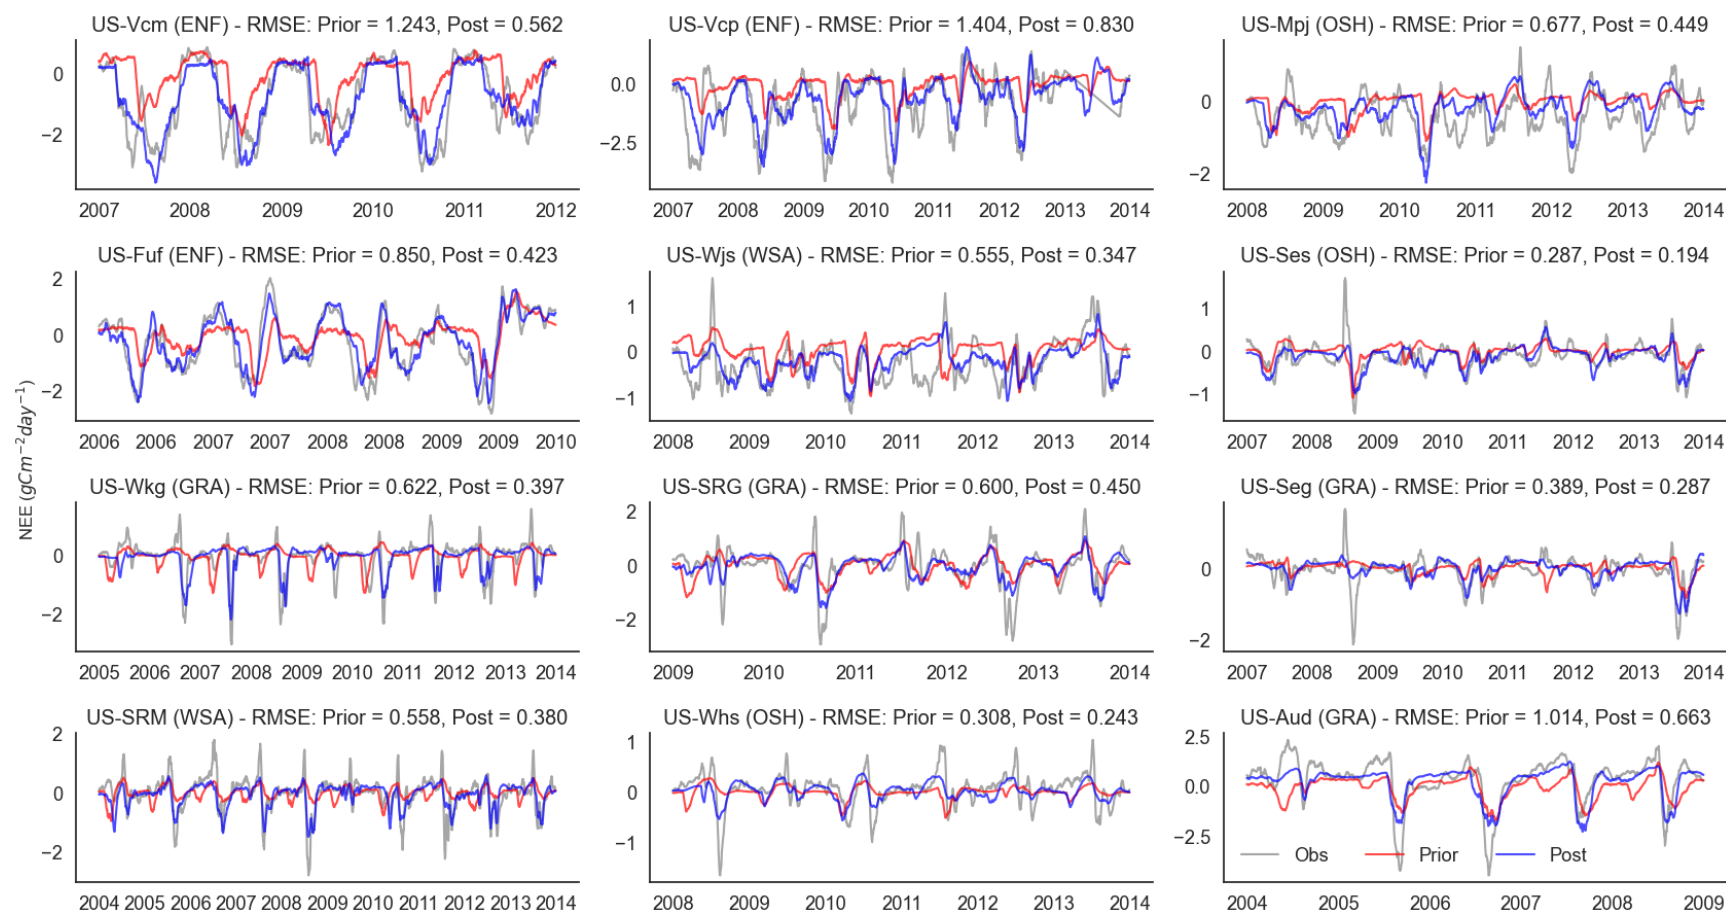 US-Vcm (ENF) - RMSE: Prior = 1.243, Post = 0.562
0
−2
2007 2008 2009 2010 2011 2012
US-Vcp (ENF) - RMSE: Prior = 1.404, Post = 0.830
0.0
−2.5
2007 2008 2009 2010 2011 2012 2013 2014
US-Mpj (OSH) - RMSE: Prior = 0.677, Post = 0.449
0
−2
2008 2009 2010 2011 2012 2013 2014
US-Fuf (ENF) - RMSE: Prior = 0.850, Post = 0.423
2
0
−2
2006 2006 2007 2007 2008 2008 2009 2009 2010
US-Wjs (WSA) - RMSE: Prior = 0.555, Post = 0.347
1
0
−1
2008 2009 2010 2011 2012 2013 2014
US-Ses (OSH) - RMSE: Prior = 0.287, Post = 0.194
1
0
−1
2007 2008 2009 2010 2011 2012 2013 2014
NEE (gCm−2day−1)
US-Wkg (GRA) - RMSE: Prior = 0.622, Post = 0.397
0
−2
2005 2006 2007 2008 2009 2010 2011 2012 2013 2014
US-SRG (GRA) - RMSE: Prior = 0.600, Post = 0.450
2
0
−2
2009 2010 2011 2012 2013 2014
US-Seg (GRA) - RMSE: Prior = 0.389, Post = 0.287
0
−2
2007 2008 2009 2010 2011 2012 2013 2014
US-SRM (WSA) - RMSE: Prior = 0.558, Post = 0.380
2
0
−2
2004 2005 2006 2007 2008 2009 2010 2011 2012 2013 2014
US-Whs (OSH) - RMSE: Prior = 0.308, Post = 0.243
1
0
−1
2008 2009 2010 2011 2012 2013 2014
US-Aud (GRA) - RMSE: Prior = 1.014, Post = 0.663
2.5
0.0
−2.5
Obs Prior Post
2004 2005 2006 2007 2008 2009